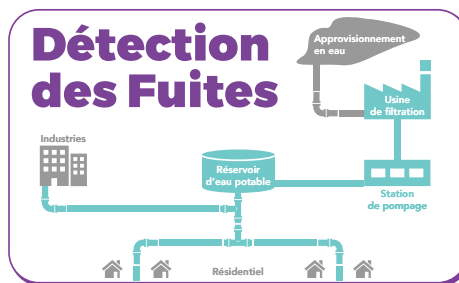 Détection
des Fuites
Approvisionnement
en eau
Usine
de filtration
Industries
Réservoir
d'eau potable
Station
de pompage
Résidentiel